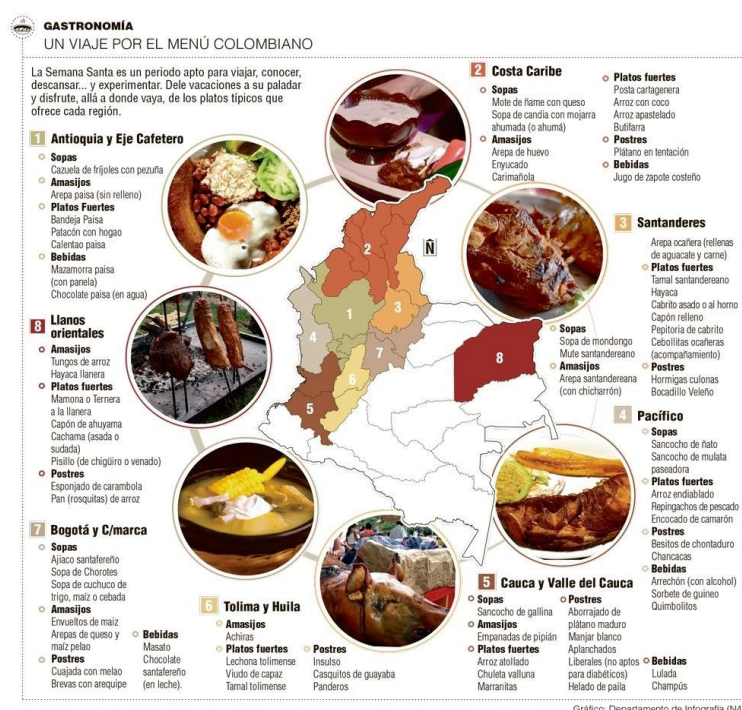 GASTRONOMÍA
UN VIAJE POR EL MENÚ COLOMBIANO
La Semana Santa es un periodo apto para viajar, conocer,
descansar... y experimentar. Dele vacaciones a su paladar
y disfrute, allá a donde vaya, de los platos típicos que
ofrece cada región.
1 Antioquia y Eje Cafetero
Sopas
Cazuela de fríjoles con pezuña
Amasijos
Arepa paisa (sin relleno)
Platos Fuertes
Bandeja Paisa
Patacón con hogao
Calentao paisa
Bebidas
Mazamorra paisa
(con panela)
Chocolate paisa (en agua)
8 Llanos
orientales
Amasijos
Tungos de arroz
Hayaca llanera
Platos fuertes
Mamona o Ternera
a la llanera
Capón de ahuyama
Cachama (asada o
sudada)
Pisillo (de chigüiro o venado)
Postres
Esponjado de carambola
Pan (rosquitas) de arroz
7 Bogotá y C/marca
Sopas
Ajiaco santafereño
Sopa de Chorotes
Sopa de cuchuco de
trigo, maíz o cebada
Amasijos
Envueltos de maíz
Arepas de queso y
maíz pelao
Postres
Cuajada con melao
Brevas con arequipe
Bebidas
Masato
Chocolate
santafereño
(en leche).
6 Tolima y Huila
Amasijos
Achiras
Platos fuertes
Lechona tolimense
Viudo de capaz
Tamal tolimense
Postres
Insulso
Casquitos de guayaba
Panderos
2 Costa Caribe
Sopas
Mote de ñame con queso
Sopa de candia con mojarra
ahumada (o ahumá)
Amasijos
Arepa de huevo
Enyucado
Carimañola
Platos fuertes
Posta cartagenera
Arroz con coco
Arroz apastelado
Butifarra
Postres
Plátano en tentación
Bebidas
Jugo de zapote costeño
3 Santanderes
Arepa ocañera (rellenas
de aguacate y carne)
Platos fuertes
Tamal santandereano
Hayaca
Cabrito asado o al horno
Capón relleno
Pepitoria de cabrito
Cebollitas ocañeras
(acompañamiento)
Postres
Hormigas culonas
Bocadillo Veleño
Sopas
Sopa de mondongo
Mute santandereano
Amasijos
Arepa santandereana
(con chicharrón)
4 Pacífico
Sopas
Sancocho de ñato
Sancocho de mulata
paseadora
Platos fuertes
Arroz endiablado
Repingachos de pescado
Encocado de camarón
Postres
Besitos de chontaduro
Chancacas
Bebidas
Arrechón (con alcohol)
Sorbete de guineo
Quimbolitos
5 Cauca y Valle del Cauca
Sopas
Sancocho de gallina
Amasijos
Empanadas de pipián
Platos fuertes
Arroz atollado
Chuleta valluna
Marranitas
Postres
Aborrajado de
plátano maduro
Manjar blanco
Aplanchados
Liberales (no aptos
para diabéticos)
Helado de paila
Bebidas
Lulada
Champús
N
2
1
3
4
7
6
5
8
Gráfico: Departamento de Infografía (N4